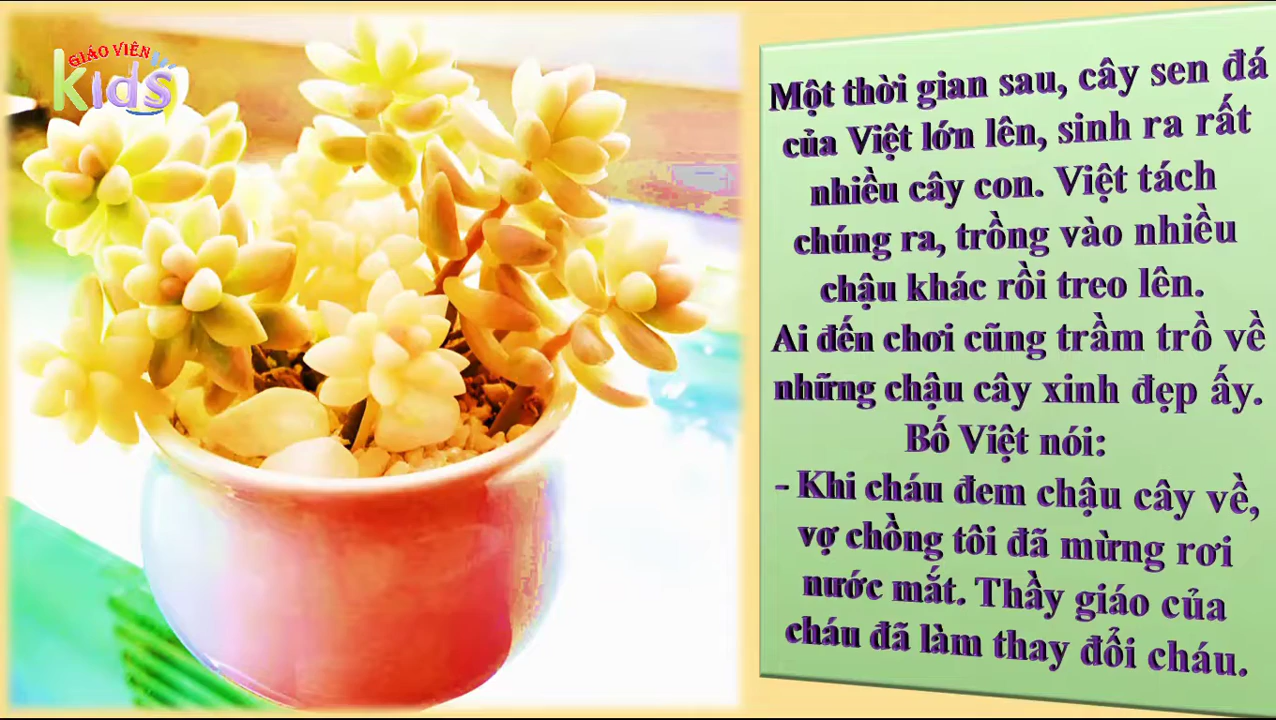 GIÁO VIÊN
kids
Một thời gian sau, cây sen đá
của Việt lớn lên, sinh ra rất
nhiều cây con. Việt tách
chúng ra, trồng vào nhiều
chậu khác rồi treo lên.
Ai đến chơi cũng trầm trồ về
những chậu cây xinh đẹp ấy.
Bố Việt nói:
- Khi cháu đem chậu cây về,
vợ chồng tôi đã mừng rơi
nước mắt. Thầy giáo của
cháu đã làm thay đổi cháu.